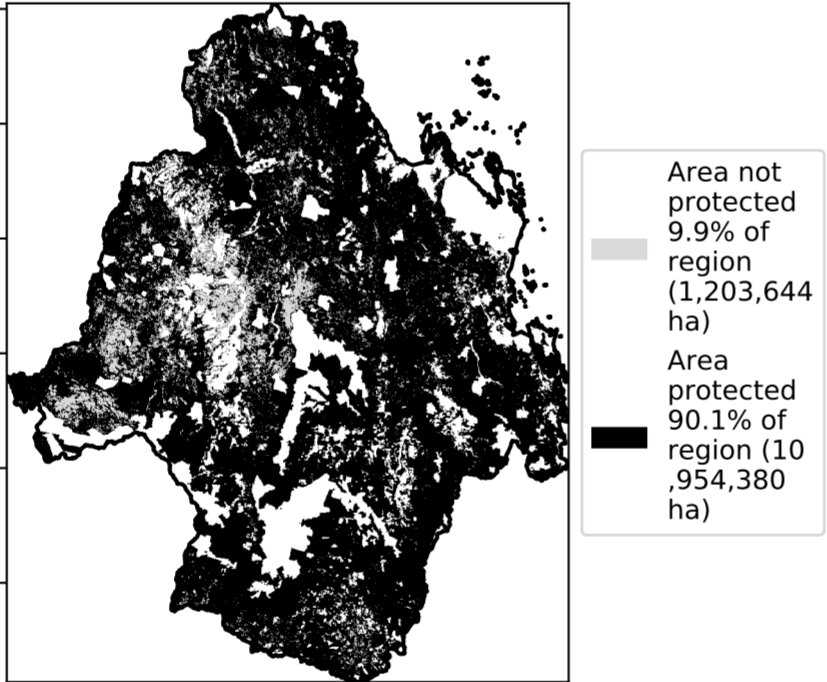 Area not
protected
9.9% of
region
(1,203,644
ha)
Area
protected
90.1% of
region (10
,954,380
ha)